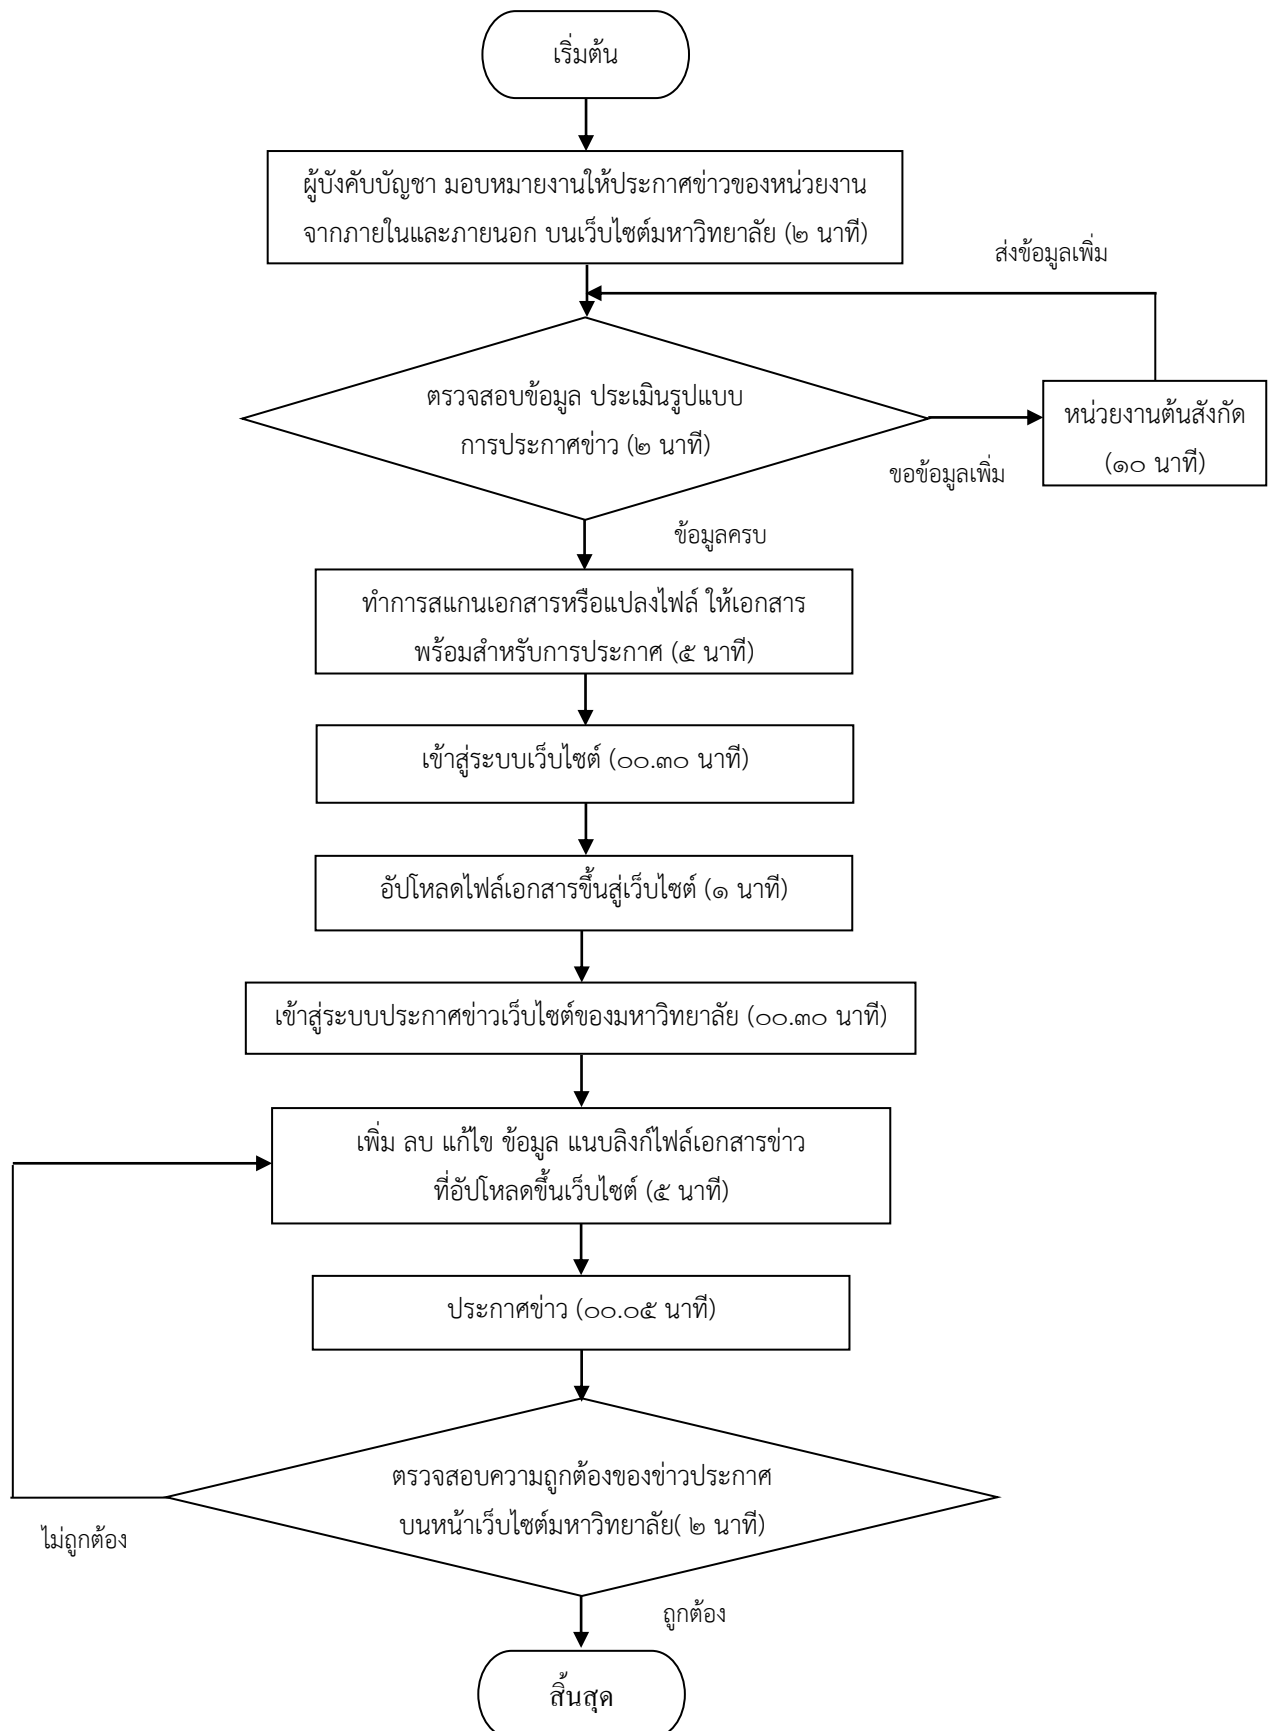 เริ่มต้น
ผู้บังคับบัญชา มอบหมายงานให้ประกาศข่าวของหน่วยงาน
จากภายในและภายนอก บนเว็บไซต์มหาวิทยาลัย (๒ นาที)
ส่งข้อมูลเพิ่ม
ตรวจสอบข้อมูล ประเมินรูปแบบ
การประกาศข่าว (๒ นาที)
หน่วยงานต้นสังกัด
(๑๐ นาที)
ขอข้อมูลเพิ่ม
ข้อมูลครบ
ทำการสแกนเอกสารหรือแปลงไฟล์ ให้เอกสาร
พร้อมสำหรับการประกาศ (๕ นาที)
เข้าสู่ระบบเว็บไซต์ (๐๐.๓๐ นาที)
อัปโหลดไฟล์เอกสารขึ้นสู่เว็บไซต์ (๑ นาที)
เข้าสู่ระบบประกาศข่าวเว็บไซต์ของมหาวิทยาลัย (๐๐.๓๐ นาที)
เพิ่ม ลบ แก้ไข ข้อมูล แนบลิงก์ไฟล์เอกสารข่าว
ที่อัปโหลดขึ้นเว็บไซต์ (๕ นาที)
ประกาศข่าว (๐๐.๐๕ นาที)
ตรวจสอบความถูกต้องของข่าวประกาศ
บนหน้าเว็บไซต์มหาวิทยาลัย( ๒ นาที)
ไม่ถูกต้อง
ถูกต้อง
สิ้นสุด